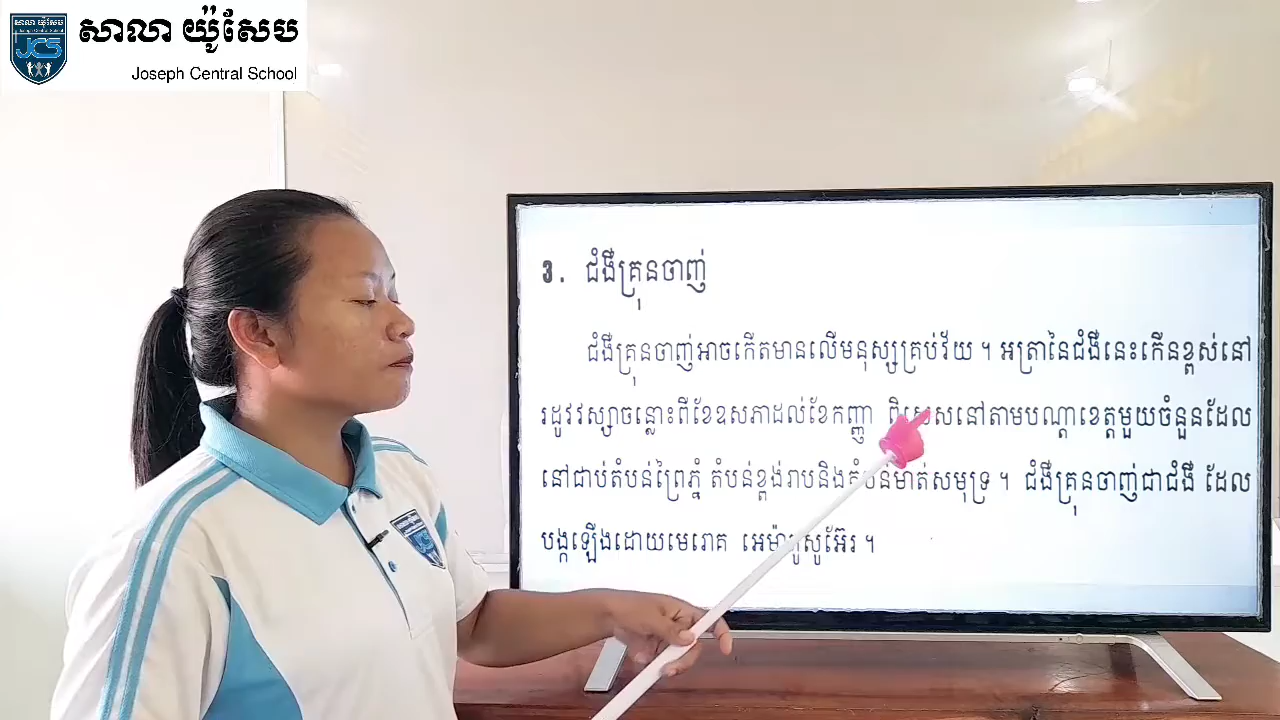 សាលា យ៉ូសែប
Joseph Central School
3. ជំងឺគ្រុនចាញ់
ជំងឺគ្រុនចាញ់អាចកើតមានលើមនុស្សគ្រប់វ័យ ។ អត្រានៃជំងឺនេះកើនខ្ពស់នៅ
រដូវវស្សាចន្លោះពីខែឧសភាដល់ខែកញ្ញា ពិសេសនៅតាមបណ្តាខេត្តមួយចំនួនដែល
នៅជាប់តំបន់ព្រៃភ្នំ តំបន់ខ្ពង់រាបនិងតំបន់មាត់សមុទ្រ ។ ជំងឺគ្រុនចាញ់ជាជំងឺ ដែល
បង្កឡើងដោយមេរោគ